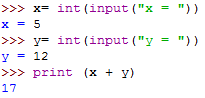 >>> x= int(input("x = "))
x = 5
>>> y= int(input("y = "))
y = 12
>>> print (x + y)
17